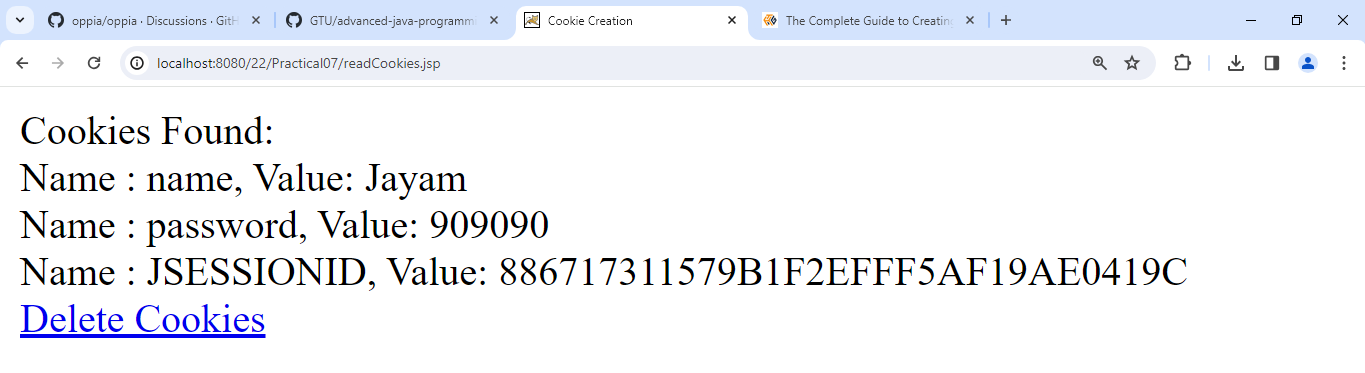 oppia/oppia · Discussions · GitH
GTU/advanced-java-programm
Cookie Creation
The Complete Guide to Creating
localhost:8080/22/Practical07/readCookies.jsp
Cookies Found:
Name : name, Value: Jayam
Name : password, Value: 909090
Name : JSESSIONID, Value: 886717311579B1F2EFFF5AF19AE0419C
Delete Cookies